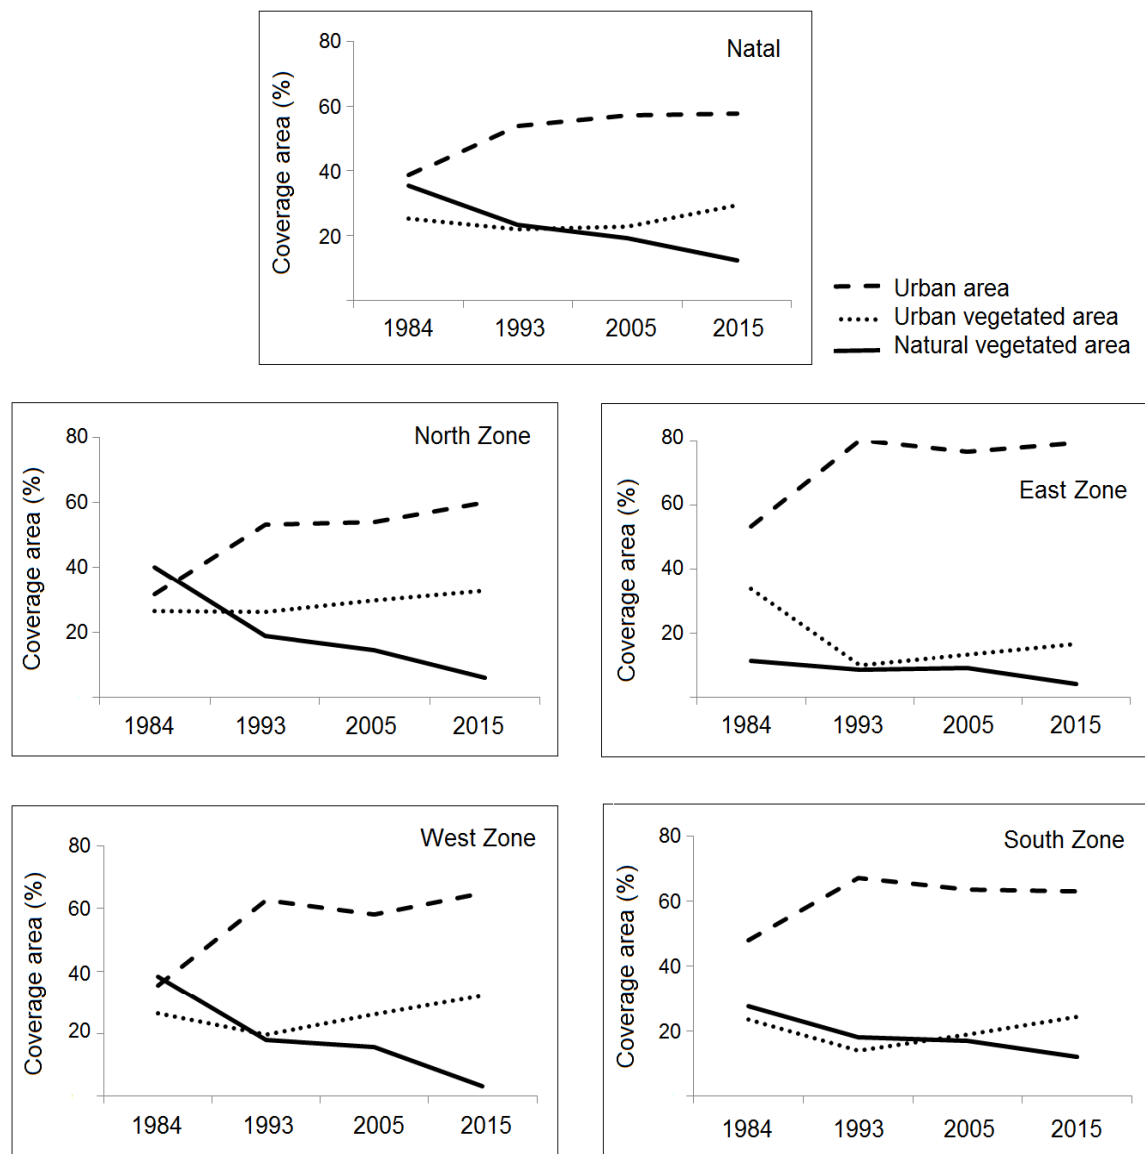 Natal
Coverage area (%)
80
60
40
20
1984 1993 2005 2015
Urban area
Urban vegetated area
Natural vegetated area
North Zone
Coverage area (%)
80
60
40
20
1984 1993 2005 2015
East Zone
Coverage area (%)
80
60
40
20
1984 1993 2005 2015
West Zone
Coverage area (%)
80
60
40
20
1984 1993 2005 2015
South Zone
Coverage area (%)
80
60
40
20
1984 1993 2005 2015